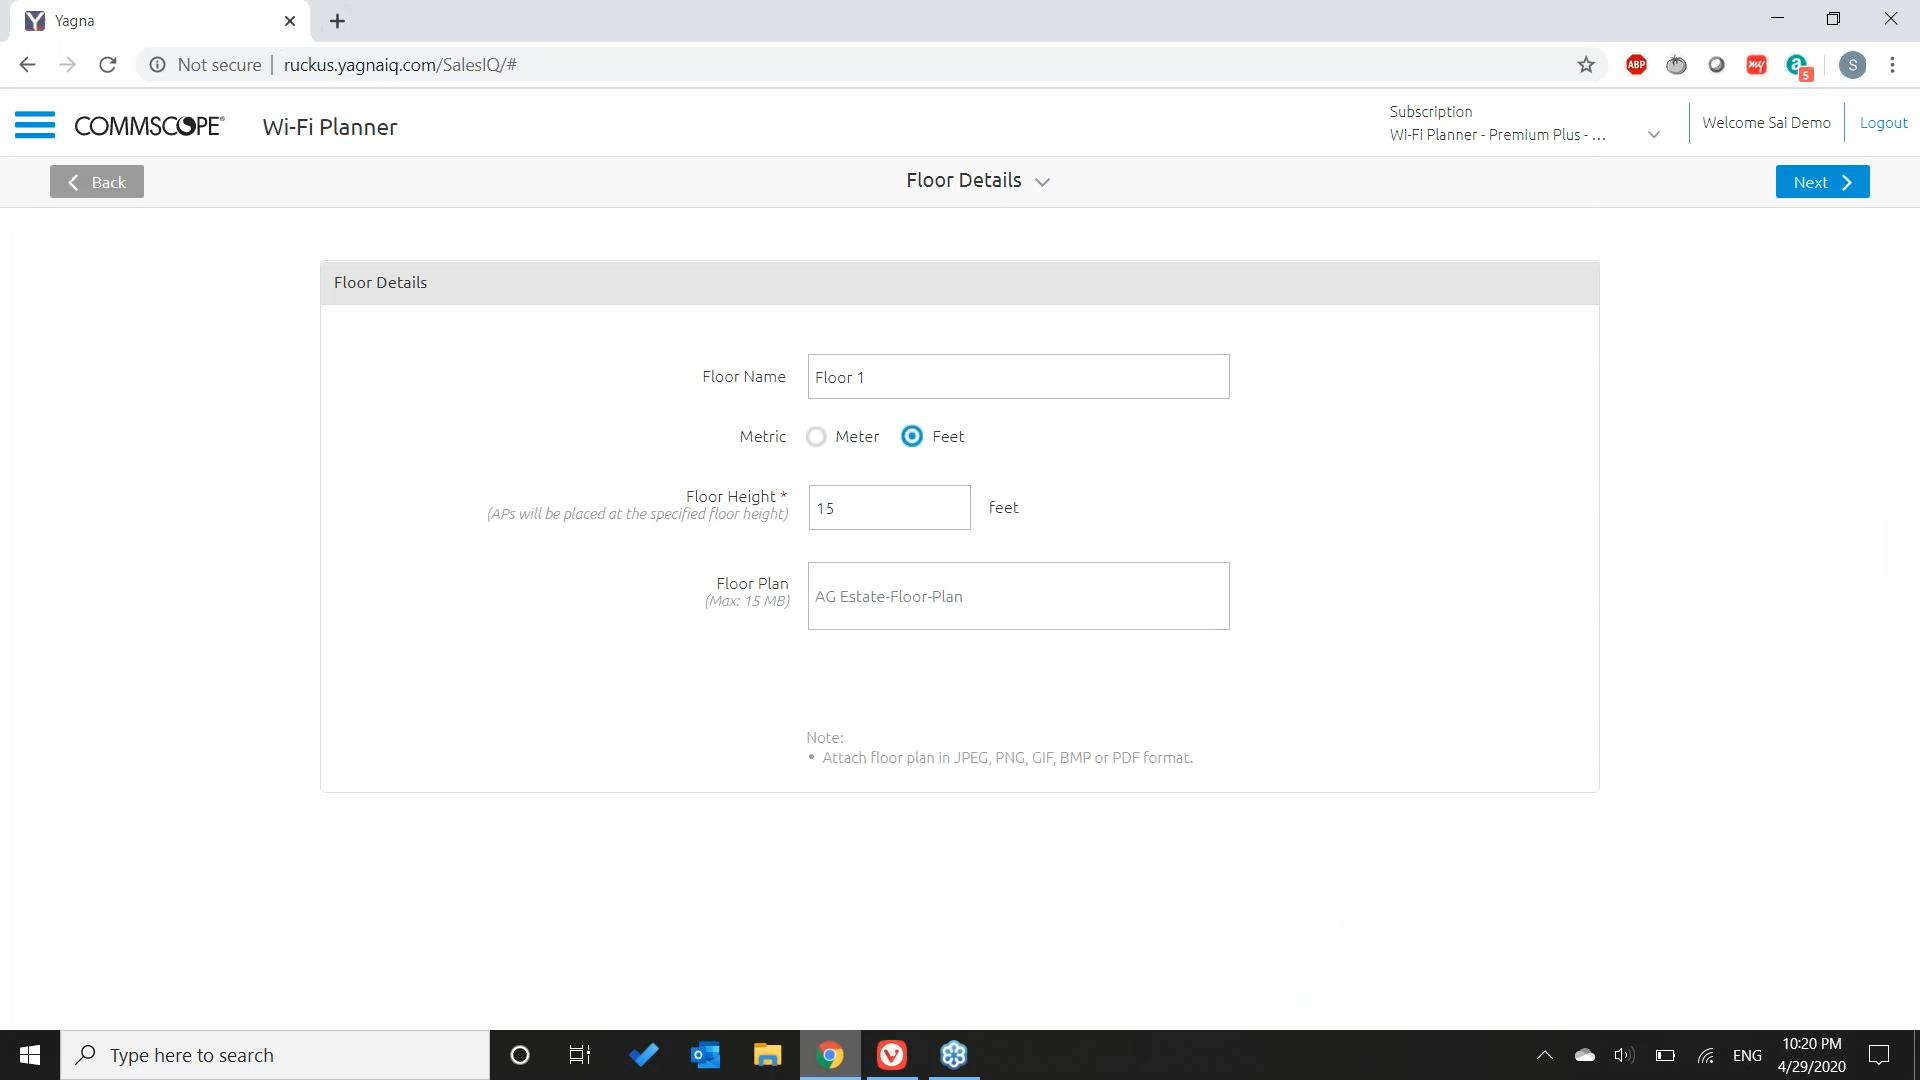 Yagna
Not secure | ruckus.yagnaiq.com/SalesIQ/#
ABP
my
a
5
S
COMMSCOPE®
Wi-Fi Planner
Subscription
Wi-Fi Planner - Premium Plus - ...
Welcome Sai Demo
Logout
Back
Floor Details
Next
Floor Details
Floor Name
Floor 1
Metric
Meter
Feet
Floor Height *
(APs will be placed at the specified floor height)
15
feet
Floor Plan
(Max: 15 MB)
AG Estate-Floor-Plan
Note:
• Attach floor plan in JPEG, PNG, GIF, BMP or PDF format.
Type here to search
ENG
10:20 PM
4/29/2020